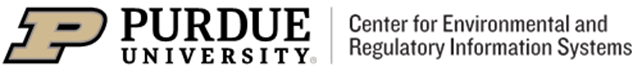 P PURDUE
UNIVERSITY®
Center for Environmental and
Regulatory Information Systems